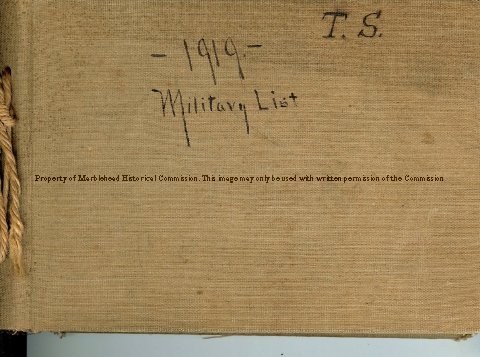 T. S.
- 1919. -
Military List
Property of Marblehead Historical Commission. This image may only be used with written permission of the Commission.